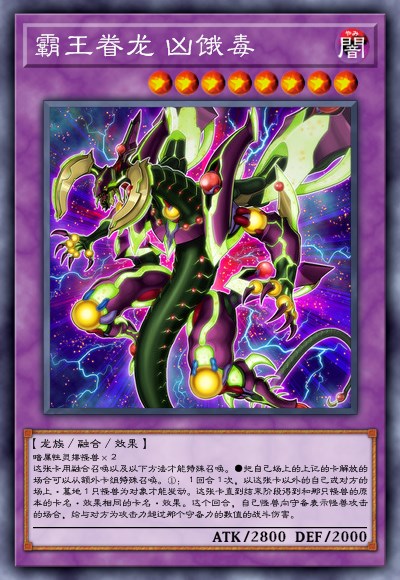 霸王眷龙 凶饿毒
やみ
闇
【龙族／融合／效果】
暗属性灵摆怪兽×2
这张卡用融合召唤以及以下方法才能特殊召唤。●把自己场上的上记的卡解放的
场合可以从额外卡组特殊召唤。①：1回合1次，以这张卡以外的自己或对方的
场上·墓地1只怪兽为对象才能发动。这张卡直到结束阶段得到和那只怪兽的原
本的卡名·效果相同的卡名·效果。这个回合，自己怪兽向守备表示怪兽攻击
的场合，给与对方为攻击力超过那个守备力的数值的战斗伤害。
ATK/2800 DEF/2000